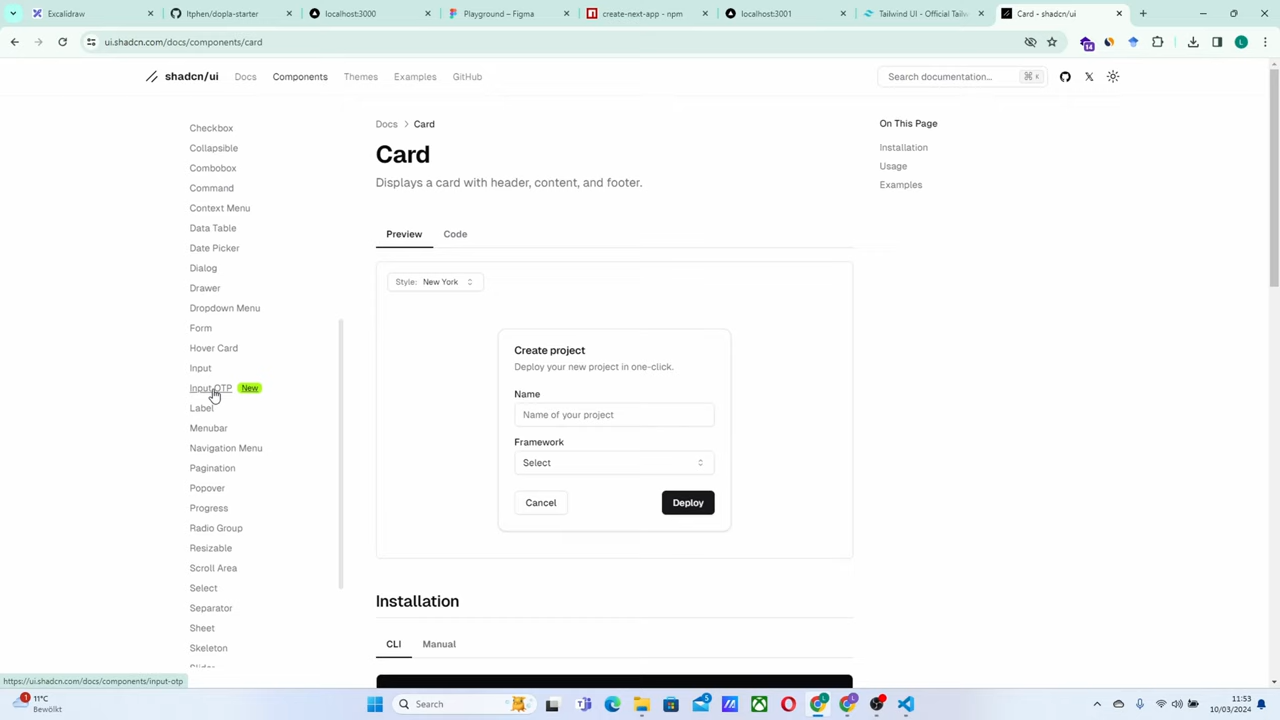 Excalidraw
ltphen/dopla-starter
localhost:3000
Playground – Figma
create-next-app - npm
localhost:3001
Tailwind UI - Official Tailw
Card - shadcn/ui
ui.shadcn.com/docs/components/card
14
L
shadcn/ui
Docs
Components
Themes
Examples
GitHub
Search documentation...
⌘ K
Checkbox
Collapsible
Combobox
Command
Context Menu
Data Table
Date Picker
Dialog
Drawer
Dropdown Menu
Form
Hover Card
Input
Input OTP New
Label
Menubar
Navigation Menu
Pagination
Popover
Progress
Radio Group
Resizable
Scroll Area
Select
Separator
Sheet
Skeleton
Slider
Docs > Card
Card
Displays a card with header, content, and footer.
Preview
Code
Style: New York
Create project
Deploy your new project in one-click.
Name
Name of your project
Framework
Select
Cancel
Deploy
Installation
CLI
Manual
On This Page
Installation
Usage
Examples
https://ui.shadcn.com/docs/components/input-otp
1
11°C
Bewölkt
Search
5
11:53
10/03/2024